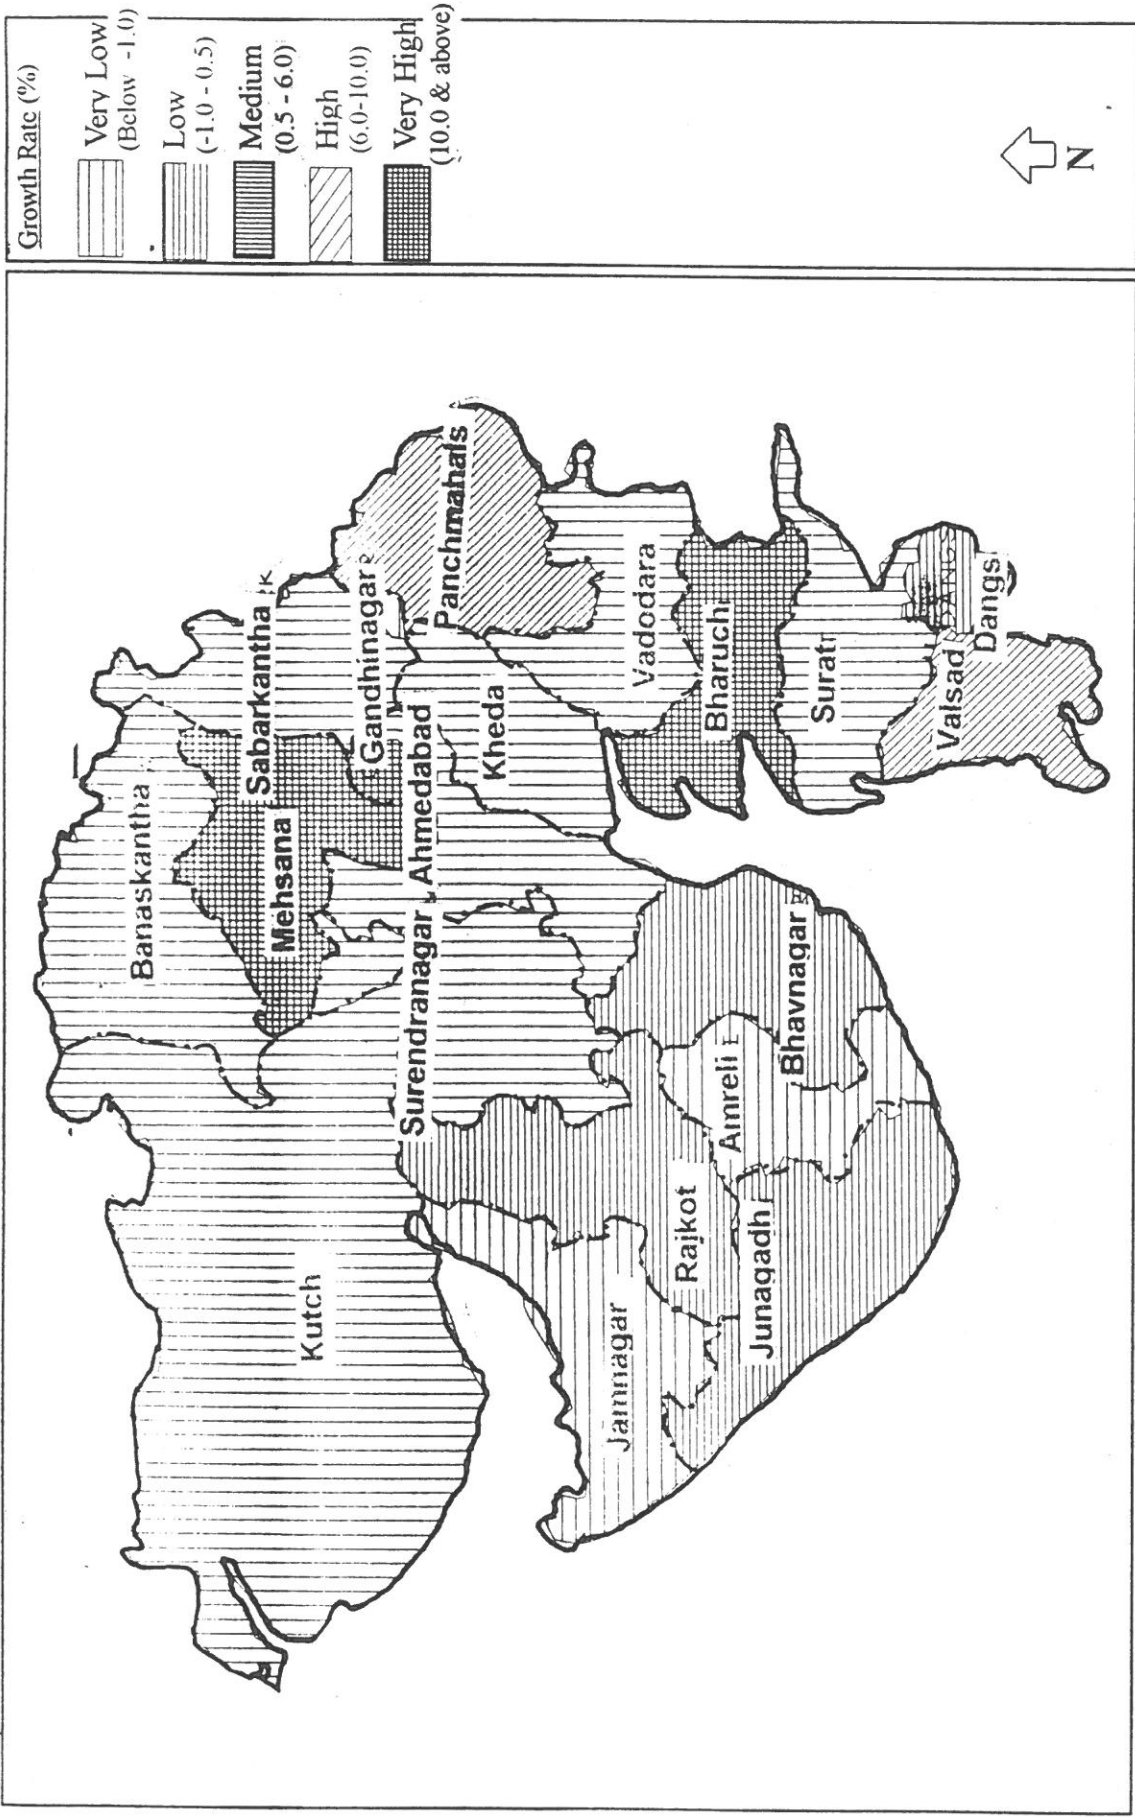 Growth Rate (%)
Very Low
(Below -1.0)
Low
(-1.0 - 0.5)
Medium
(0.5 - 6.0)
High
(6.0-10.0)
Very High
(10.0 & above)
N
Kutch
Banaskantha
Mehsana
Sabarkantha
Gandhinagar
Surendranagar
Ahmedabad
Kheda
Panchmahals
Vadodara
Bharuch
Surat
Valsad
Dangs
Jamnagar
Rajkot
Junagadh
Amreli
Bhavnagar